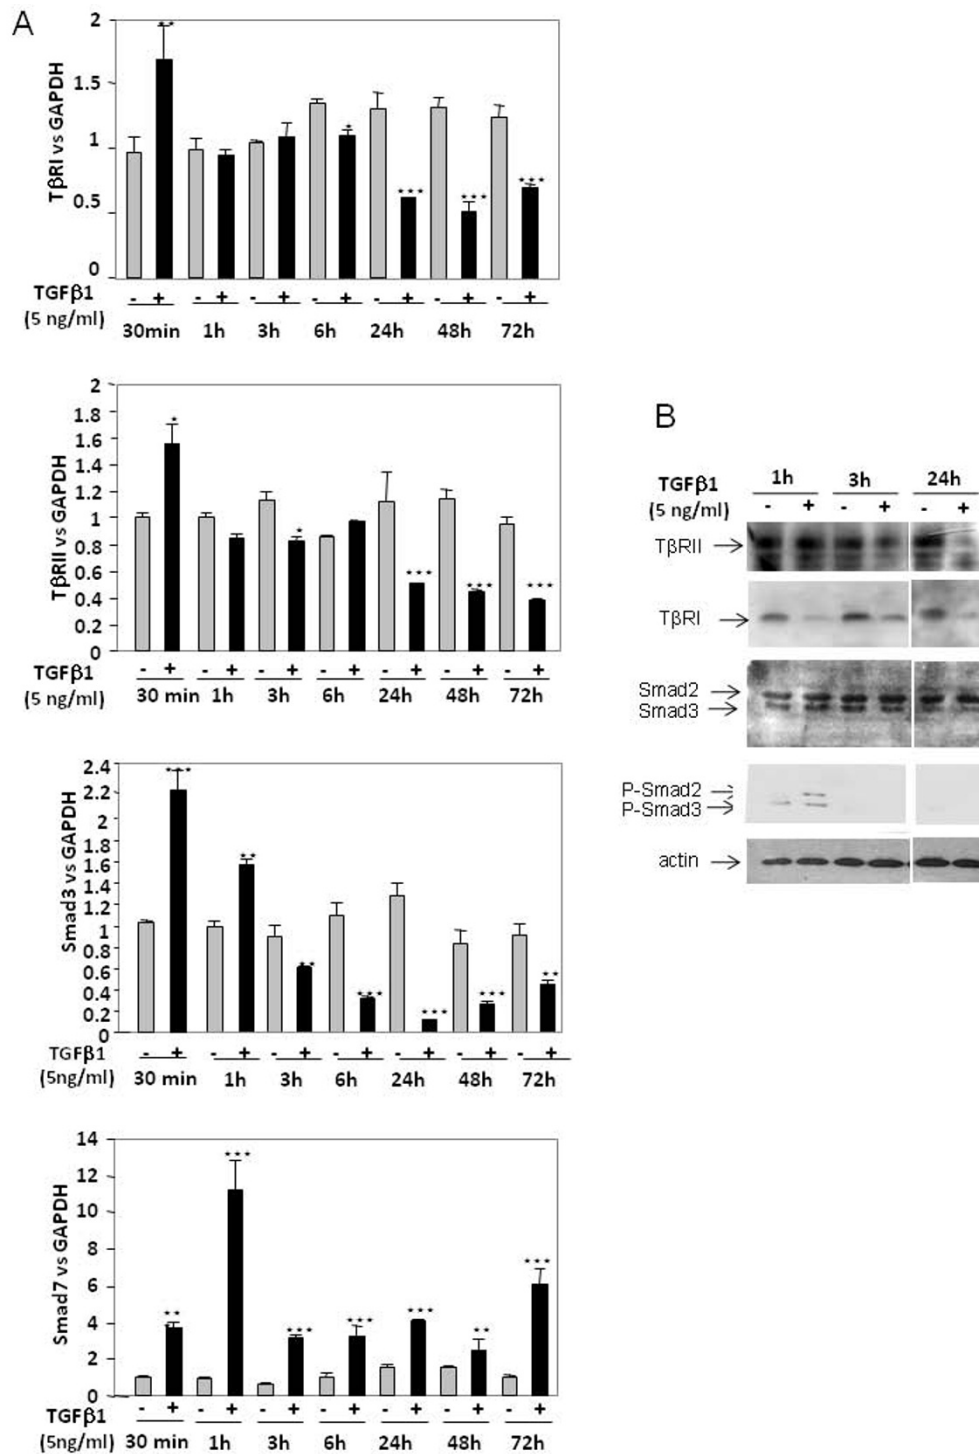 A
TβRI vs GAPDH
2
1.5
1
0.5
0
** * *** *** ***
TGFβ1 - + - + - + - + - + - + - +
(5 ng/ml)
30min 1h 3h 6h 24h 48h 72h
TβRII vs GAPDH
2
1.8
1.6
1.4
1.2
1
0.8
0.6
0.4
0.2
0
* * *** *** ***
TGFβ1 - + - + - + - + - + - + - +
(5 ng/ml)
30 min 1h 3h 6h 24h 48h 72h
Smad3 vs GAPDH
2.4
2.2
2
1.8
1.6
1.4
1.2
1
0.8
0.6
0.4
0.2
0
*** ** ** *** *** *** **
TGFβ1 - + - + - + - + - + - + - +
(5ng/ml)
30 min 1h 3h 6h 24h 48h 72h
Smad7 vs GAPDH
14
12
10
8
6
4
2
0
** *** *** *** *** ** ***
TGFβ1 - + - + - + - + - + - + - +
(5ng/ml)
30 min 1h 3h 6h 24h 48h 72h
B
TGFβ1 1h 3h 24h
(5 ng/ml) - + - + - +
TβRII
TβRI
Smad2
Smad3
P-Smad2
P-Smad3
actin